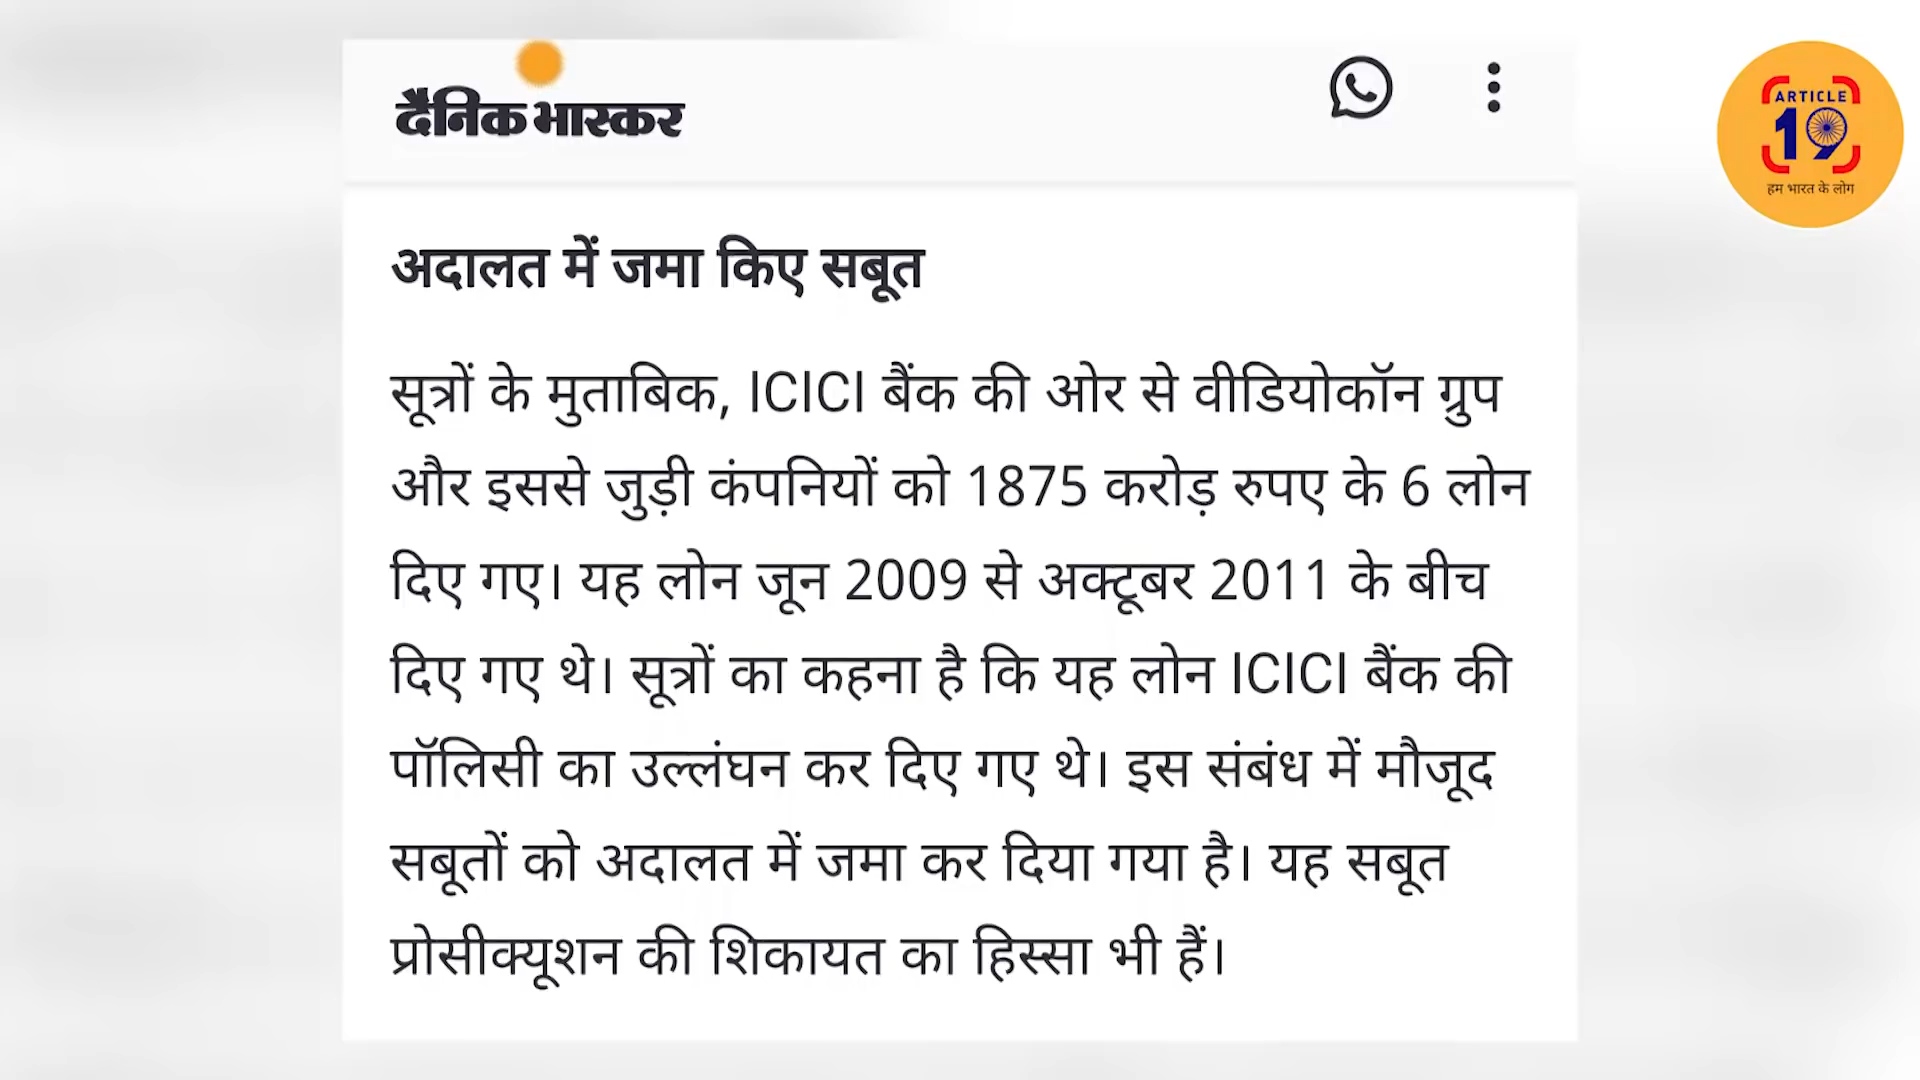 दैनिक भास्कर
ARTICLE
19
हम भारत के लोग
अदालत में जमा किए सबूत
सूत्रों के मुताबिक, ICICI बैंक की ओर से वीडियोकॉन ग्रुप
और इससे जुड़ी कंपनियों को 1875 करोड़ रुपए के 6 लोन
दिए गए। यह लोन जून 2009 से अक्टूबर 2011 के बीच
दिए गए थे। सूत्रों का कहना है कि यह लोन ICICI बैंक की
पॉलिसी का उल्लंघन कर दिए गए थे। इस संबंध में मौजूद
सबूतों को अदालत में जमा कर दिया गया है। यह सबूत
प्रोसीक्यूशन की शिकायत का हिस्सा भी हैं।